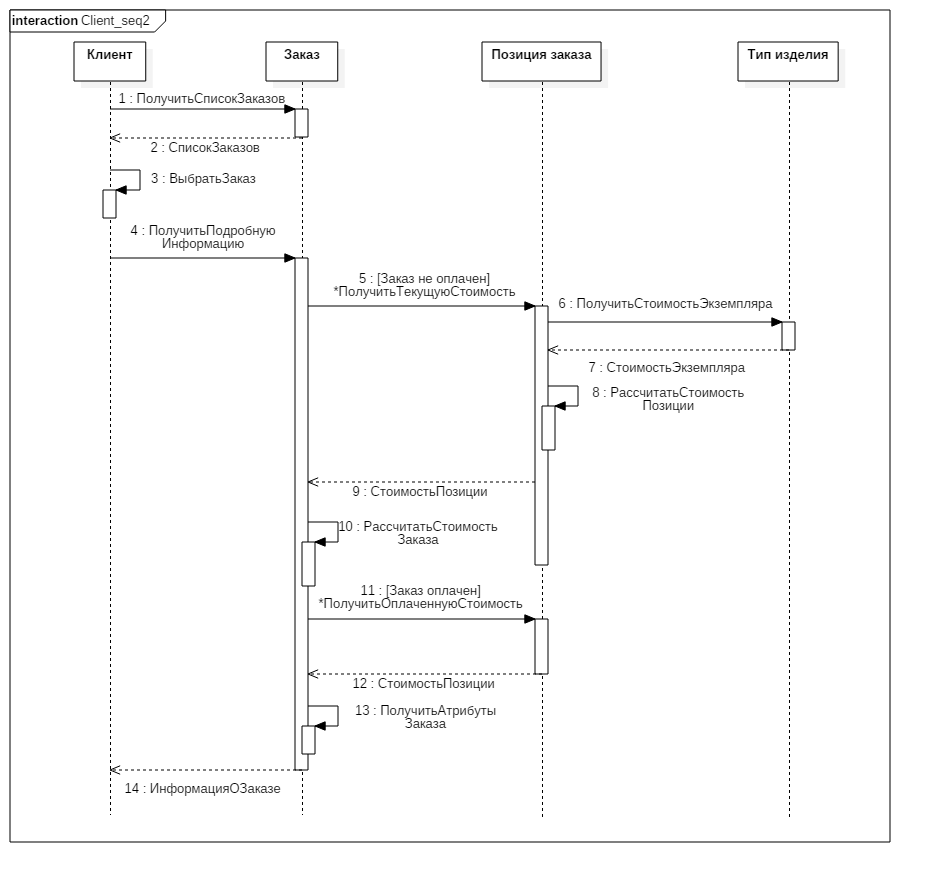 interaction Client_seq2
Клиент
Заказ
Позиция заказа
Тип изделия
1 : ПолучитьСписокЗаказов
2 : СписокЗаказов
3 : ВыбратьЗаказ
4 : ПолучитьПодробную
Информацию
5 : [Заказ не оплачен]
*ПолучитьТекущуюСтоимость
6 : ПолучитьСтоимостьЭкземпляра
7 : СтоимостьЭкземпляра
8 : РассчитатьСтоимость
Позиции
9 : СтоимостьПозиции
10 : РассчитатьСтоимость
Заказа
11 : [Заказ оплачен]
*ПолучитьОплаченнуюСтоимость
12 : СтоимостьПозиции
13 : ПолучитьАтрибуты
Заказа
14 : ИнформацияОЗаказе